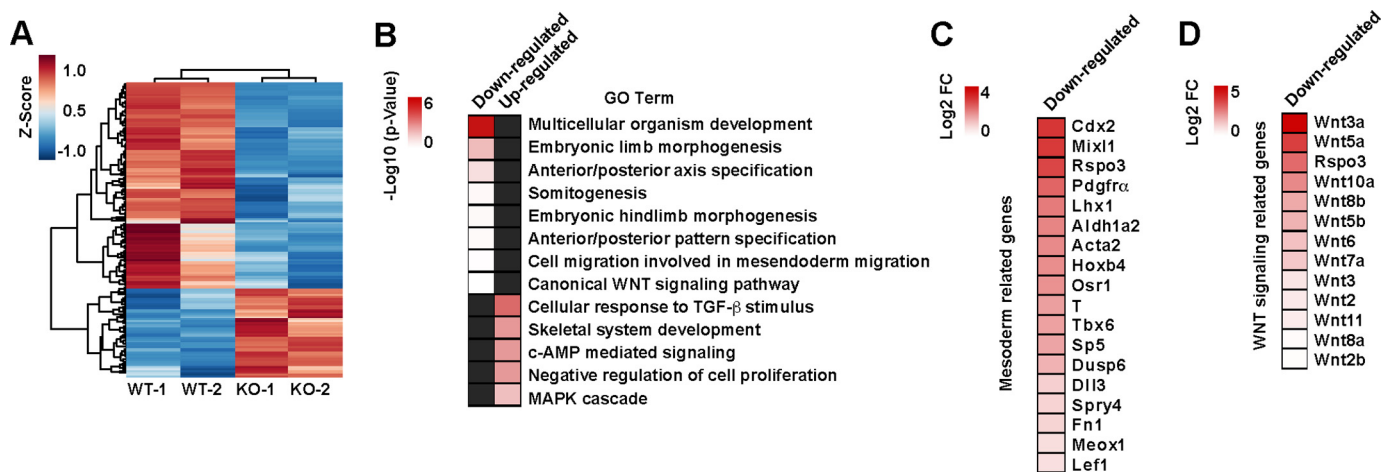 A
Z-Score
1.0
0.5
-1.0
WT-1 WT-2 KO-1 KO-2
B
-Log10 (p-Value)
6
0
Down-regulated
Up-regulated
GO Term
Multicellular organism development
Embryonic limb morphogenesis
Anterior/posterior axis specification
Somitogenesis
Embryonic hindlimb morphogenesis
Anterior/posterior pattern specification
Cell migration involved in mesendoderm migration
Canonical WNT signaling pathway
Cellular response to TGF-β stimulus
Skeletal system development
c-AMP mediated signaling
Negative regulation of cell proliferation
MAPK cascade
C
Log2 FC
4
0
Down-regulated
Mesoderm related genes
Cdx2
Mixl1
Rspo3
Pdgfrα
Lhx1
Aldh1a2
Acta2
Hoxb4
Osr1
T
Tbx6
Sp5
Dusp6
Dll3
Spry4
Fn1
Meox1
Lef1
D
Log2 FC
5
0
Down-regulated
WNT signaling related genes
Wnt3a
Wnt5a
Rspo3
Wnt10a
Wnt8b
Wnt5b
Wnt6
Wnt7a
Wnt3
Wnt2
Wnt11
Wnt8a
Wnt2b